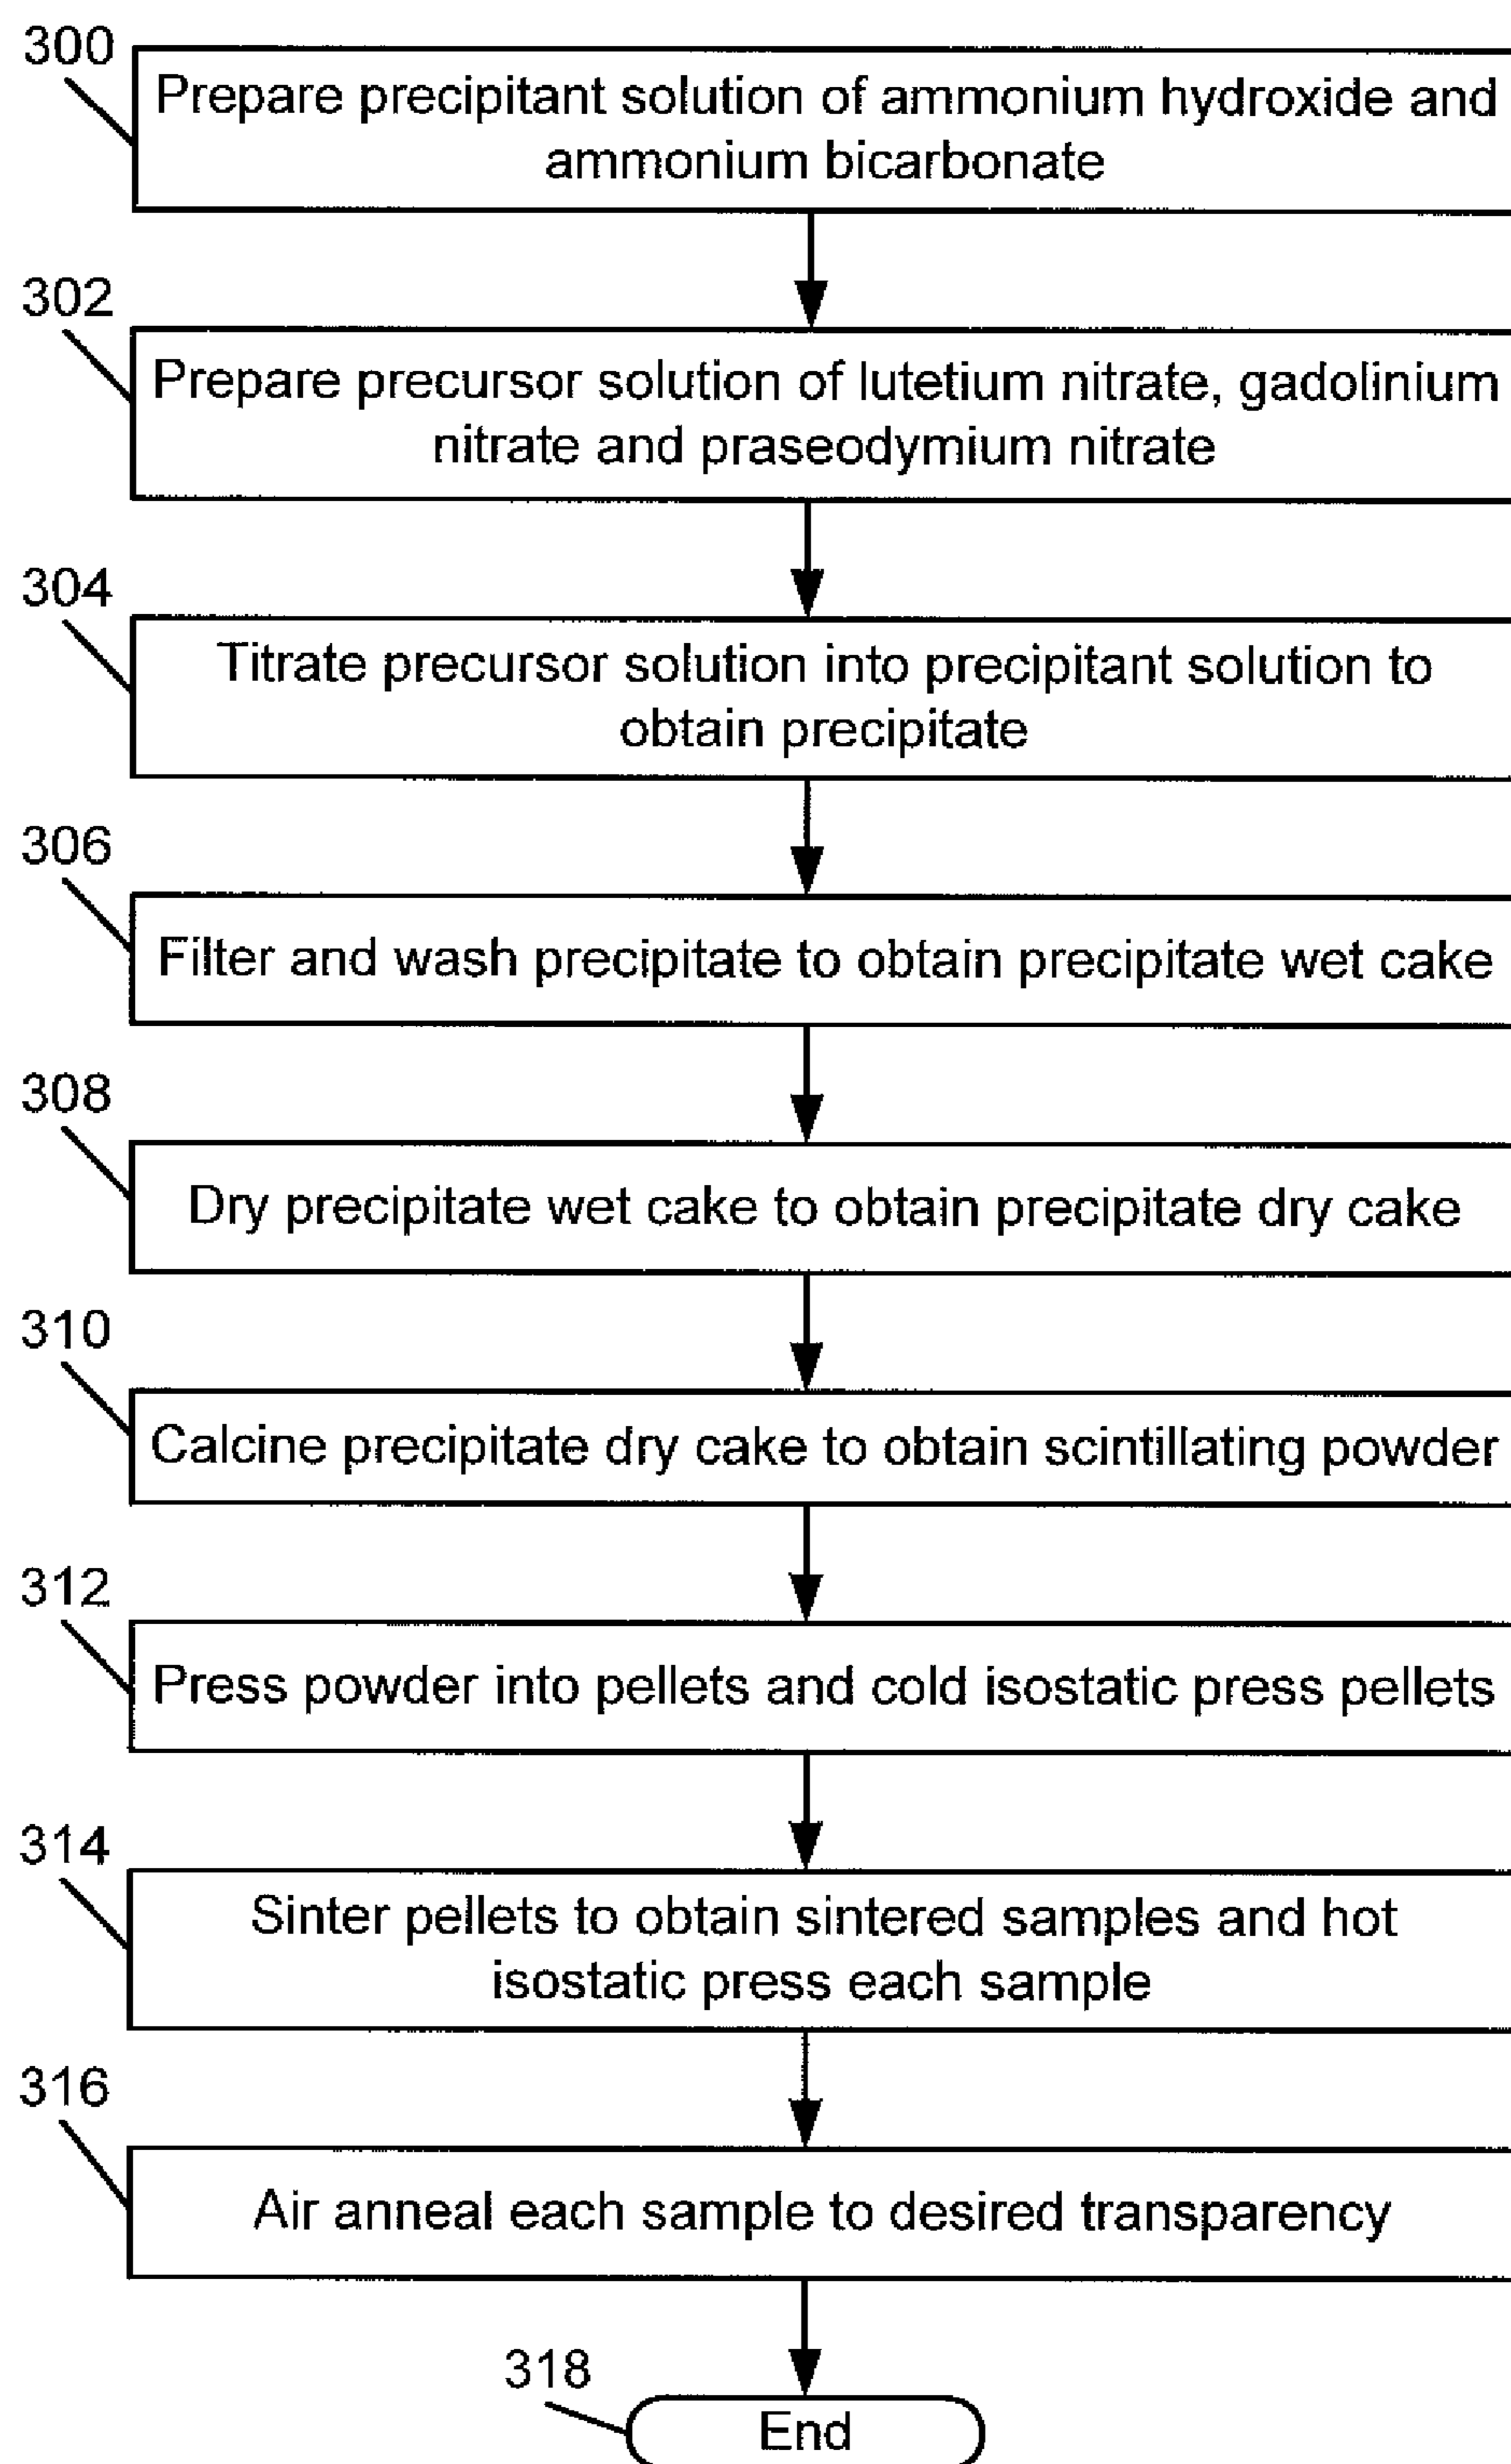 300
Prepare precipitant solution of ammonium hydroxide and
ammonium bicarbonate
302
Prepare precursor solution of lutetium nitrate, gadolinium
nitrate and praseodymium nitrate
304
Titrate precursor solution into precipitant solution to
obtain precipitate
306
Filter and wash precipitate to obtain precipitate wet cake
308
Dry precipitate wet cake to obtain precipitate dry cake
310
Calcine precipitate dry cake to obtain scintillating powder
312
Press powder into pellets and cold isostatic press pellets
314
Sinter pellets to obtain sintered samples and hot
isostatic press each sample
316
Air anneal each sample to desired transparency
318
End